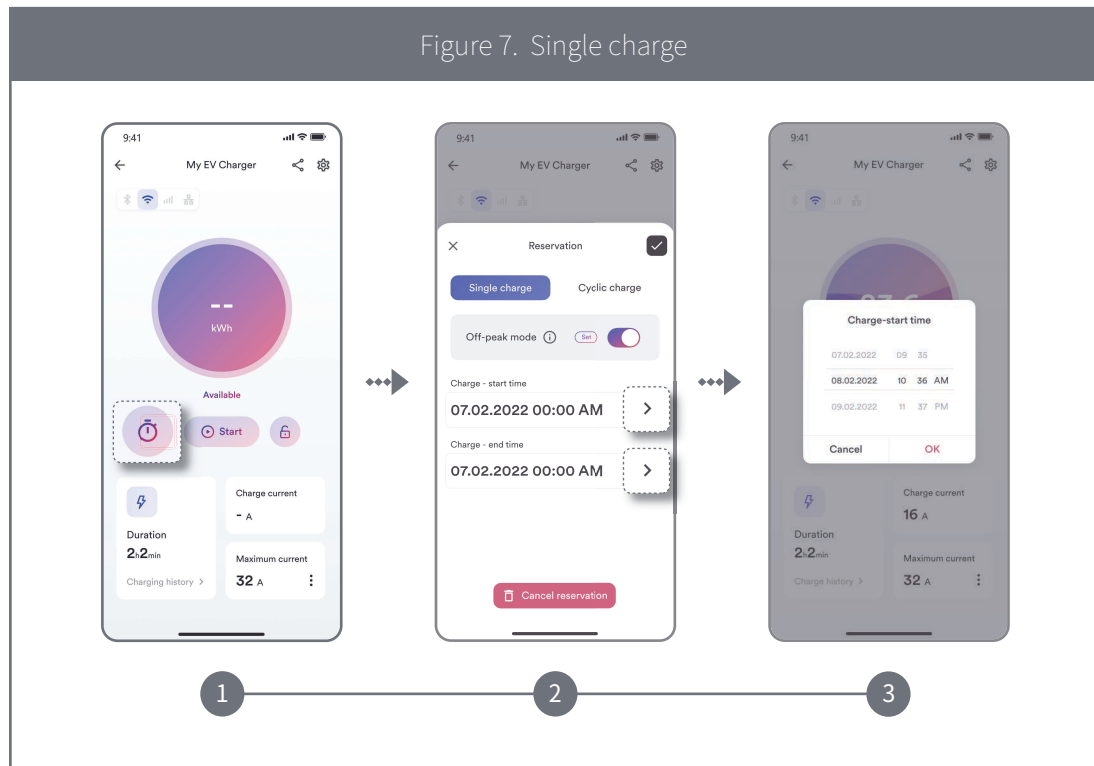 Figure 7. Single charge
9:41
My EV Charger
--
kWh
Available
Start
Duration
2h2min
Charging history >
Charge current
- A
Maximum current
32 A
9:41
My EV Charger
Reservation
Single charge
Cyclic charge
Off-peak mode
Set
Charge - start time
07.02.2022 00:00 AM
Charge - end time
07.02.2022 00:00 AM
Cancel reservation
9:41
My EV Charger
Charge-start time
07.02.2022 09 35
08.02.2022 10 36 AM
09.02.2022 11 37 PM
Cancel
OK
Duration
2h2min
Charge history >
Charge current
16 A
Maximum current
32 A
1
2
3